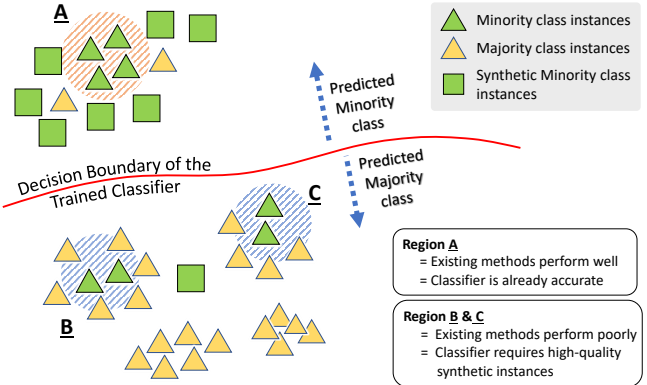 A
Minority class instances
Majority class instances
Synthetic Minority class
instances
Predicted
Minority
class
Decision Boundary of the
Trained Classifier
Predicted
Majority
class
C
B
Region A
= Existing methods perform well
= Classifier is already accurate
Region B & C
= Existing methods perform poorly
= Classifier requires high-quality
synthetic instances